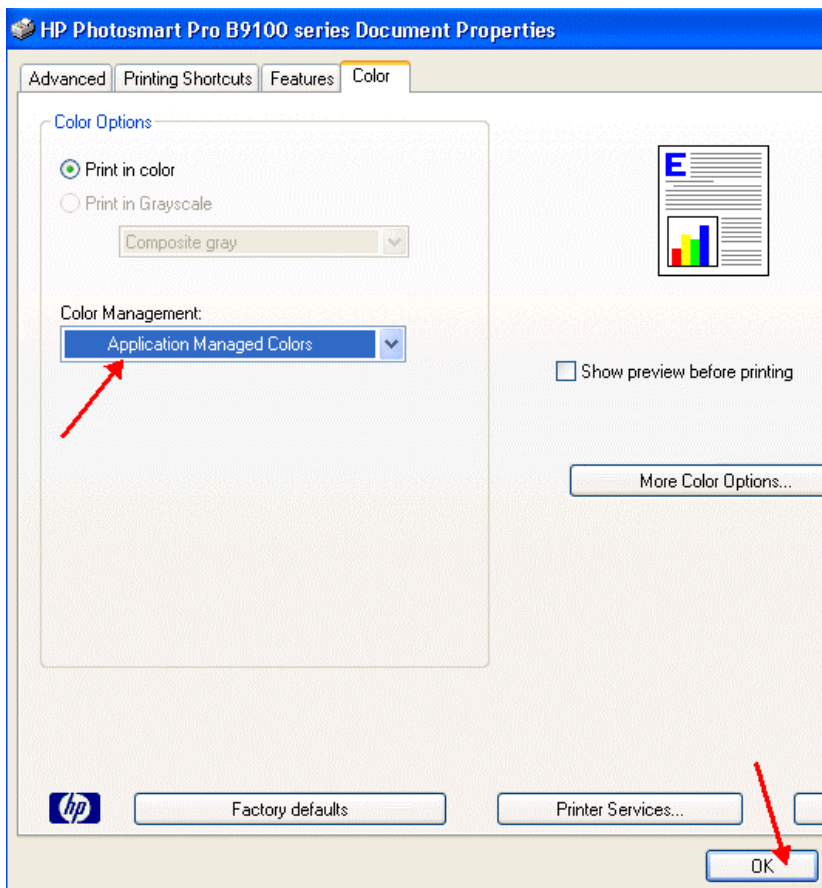 HP Photosmart Pro B9100 series Document Properties
Advanced Printing Shortcuts Features Color
Color Options
Print in color
E
Print in Grayscale
Composite gray
Color Management:
Application Managed Colors
Show preview before printing
More Color Options...
hp Factory defaults Printer Services...
OK